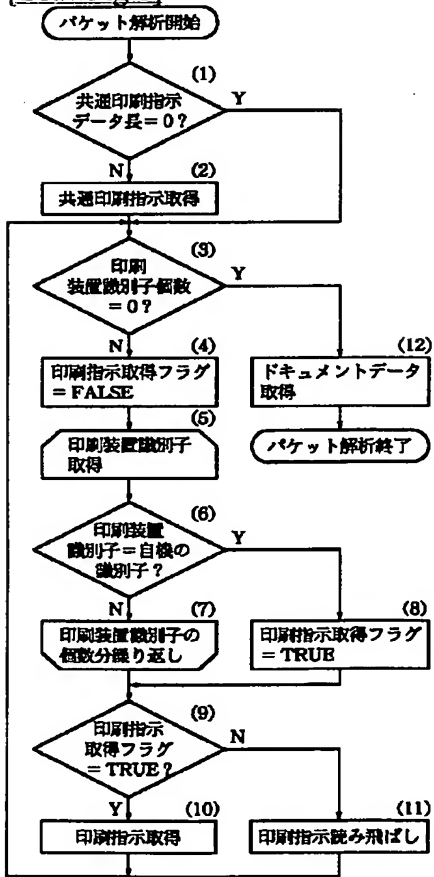 パケット解析開始
(1)
共通印刷指示
データ長=0?
Y
N
(2)
共通印刷指示取得
(3)
印刷
装置識別子個数
=0?
Y
N
(4)
印刷指示取得フラグ
= FALSE
(12)
ドキュメントデータ
取得
(5)
印刷装置識別子
取得
パケット解析終了
(6)
印刷装置
識別子=自機の
識別子?
Y
N
(7)
印刷装置識別子の
個数分繰り返し
(8)
印刷指示取得フラグ
= TRUE
(9)
印刷指示
取得フラグ
= TRUE?
N
Y
(10)
印刷指示取得
(11)
印刷指示読み飛ばし